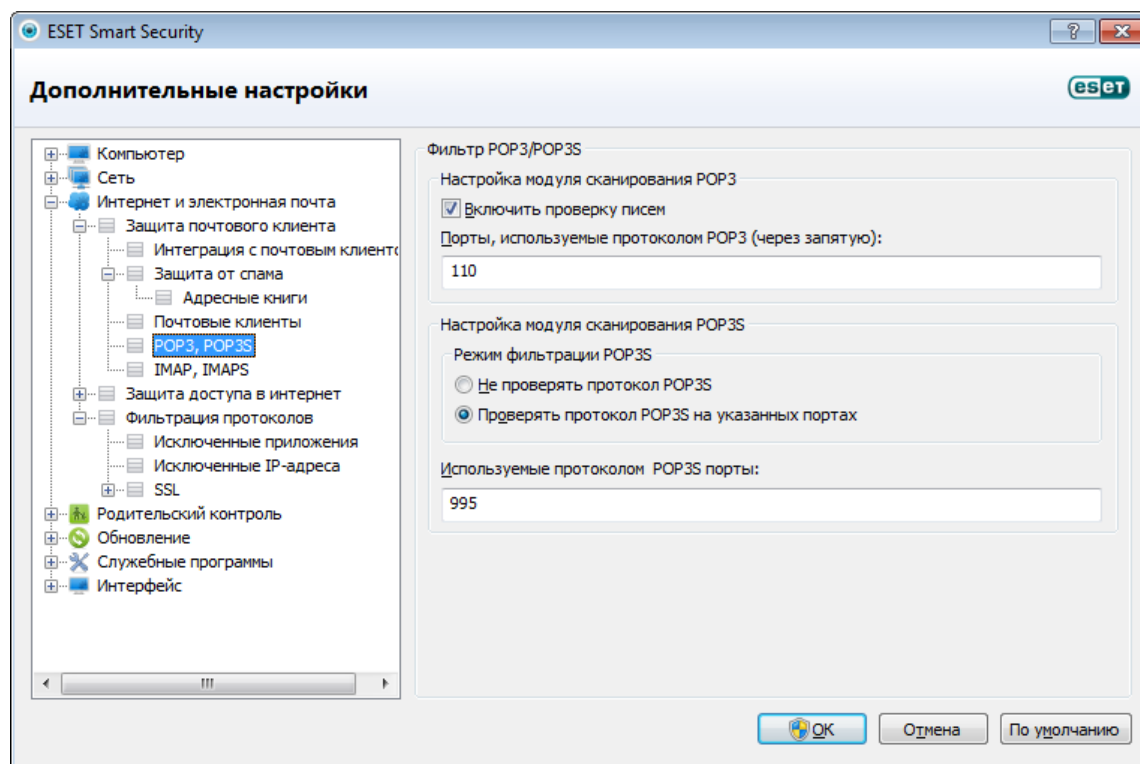 ESET Smart Security
Дополнительные настройки
eseT
Компьютер
Сеть
Интернет и электронная почта
Защита почтового клиента
Интеграция с почтовым
Защита от спама
Адресные книги
Почтовые клиенты
POP3, POP3S
IMAP, IMAPS
Защита доступа в интернет
Фильтрация протоколов
Исключенные приложения
Исключенные IP-адреса
SSL
Родительский контроль
Обновление
Служебные программы
Интерфейс
Фильтр POP3/POP3S
Настройка модуля сканирования POP3
Включить проверку писем
Порты, используемые протоколом POP3 (через запятую):
110
Настройка модуля сканирования POP3S
Режим фильтрации POP3S
Не проверять протокол POP3S
Проверять протокол POP3S на указанных портах
Используемые протоколом POP3S порты:
995
OK
Отмена
По умолчанию